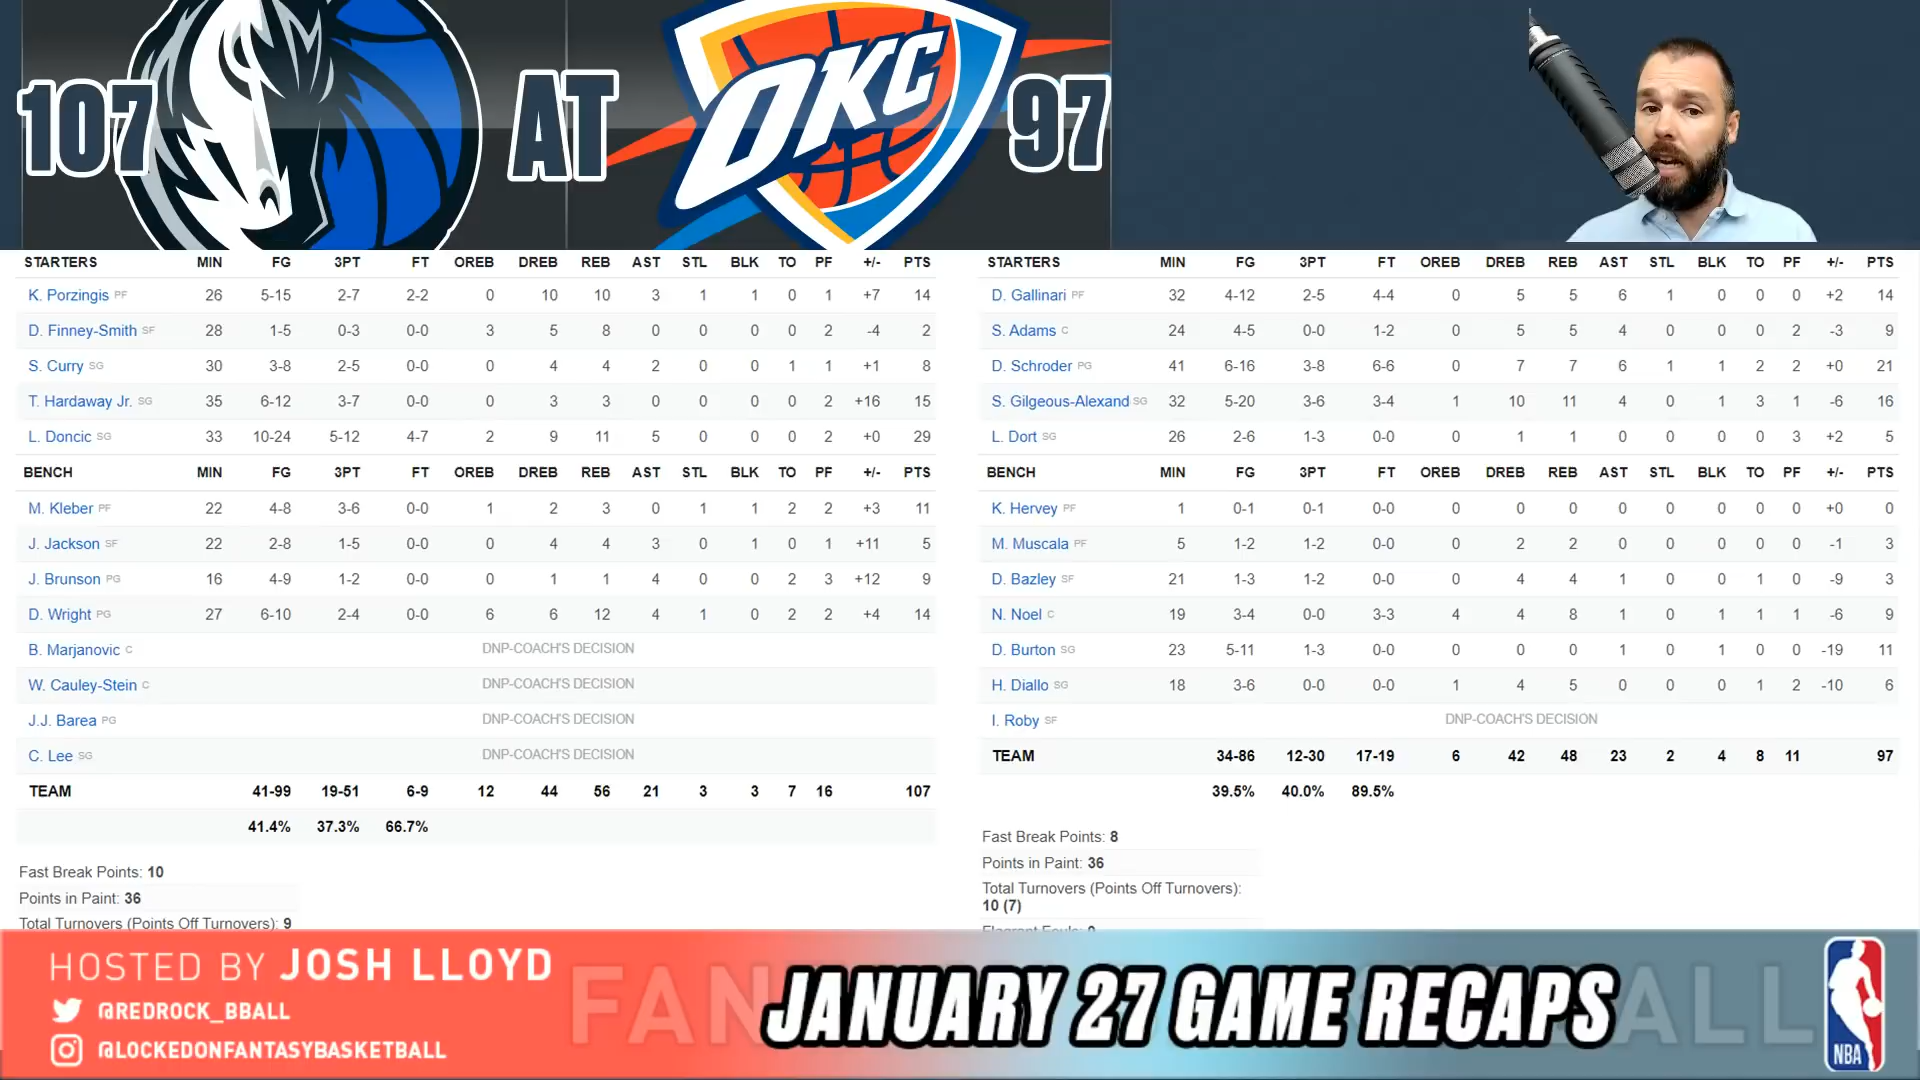 107 AT OKC 97
STARTERS MIN FG 3PT FT OREB DREB REB AST STL BLK TO PF +/- PTS
K. Porzingis PF 26 5-15 2-7 2-2 0 10 10 3 1 1 0 1 +7 14
D. Finney-Smith SF 28 1-5 0-3 0-0 3 5 8 0 0 0 0 2 -4 2
S. Curry SG 30 3-8 2-5 0-0 0 4 4 2 0 0 1 1 +1 8
T. Hardaway Jr. SG 35 6-12 3-7 0-0 0 3 3 0 0 0 0 2 +16 15
L. Doncic SG 33 10-24 5-12 4-7 2 9 11 5 0 0 0 2 +0 29
BENCH MIN FG 3PT FT OREB DREB REB AST STL BLK TO PF +/- PTS
M. Kleber PF 22 4-8 3-6 0-0 1 2 3 0 1 1 2 2 +3 11
J. Jackson SF 22 2-8 1-5 0-0 0 4 4 3 0 1 0 1 +11 5
J. Brunson PG 16 4-9 1-2 0-0 0 1 1 4 0 0 2 3 +12 9
D. Wright PG 27 6-10 2-4 0-0 6 6 12 4 1 0 2 2 +4 14
B. Marjanovic C DNP-COACH'S DECISION
W. Cauley-Stein C DNP-COACH'S DECISION
J.J. Barea PG DNP-COACH'S DECISION
C. Lee SG DNP-COACH'S DECISION
TEAM 41-99 19-51 6-9 12 44 56 21 3 3 7 16 107
41.4% 37.3% 66.7%
Fast Break Points: 10
Points in Paint: 36
Total Turnovers (Points Off Turnovers): 9
STARTERS MIN FG 3PT FT OREB DREB REB AST STL BLK TO PF +/- PTS
D. Gallinari PF 32 4-12 2-5 4-4 0 5 5 6 1 0 0 0 +2 14
S. Adams C 24 4-5 0-0 1-2 0 5 5 4 0 0 0 2 -3 9
D. Schroder PG 41 6-16 3-8 6-6 0 7 7 6 1 1 2 2 +0 21
S. Gilgeous-Alexand SG 32 5-20 3-6 3-4 1 10 11 4 0 1 3 1 -6 16
L. Dort SG 26 2-6 1-3 0-0 0 1 1 0 0 0 0 3 +2 5
BENCH MIN FG 3PT FT OREB DREB REB AST STL BLK TO PF +/- PTS
K. Hervey PF 1 0-1 0-1 0-0 0 0 0 0 0 0 0 0 +0 0
M. Muscala PF 5 1-2 1-2 0-0 0 2 2 0 0 0 0 0 -1 3
D. Bazley SF 21 1-3 1-2 0-0 0 4 4 1 0 0 1 0 -9 3
N. Noel C 19 3-4 0-0 3-3 4 4 8 1 0 1 1 1 -6 9
D. Burton SG 23 5-11 1-3 0-0 0 0 0 1 0 1 0 0 -19 11
H. Diallo SG 18 3-6 0-0 0-0 1 4 5 0 0 0 1 2 -10 6
I. Roby SF DNP-COACH'S DECISION
TEAM 34-86 12-30 17-19 6 42 48 23 2 4 8 11 97
39.5% 40.0% 89.5%
Fast Break Points: 8
Points in Paint: 36
Total Turnovers (Points Off Turnovers):
10 (7)
HOSTED BY JOSH LLOYD
@REDROCK_BBALL
@LOCKEDONFANTASYBASKETBALL
JANUARY 27 GAME RECAPS
NBA